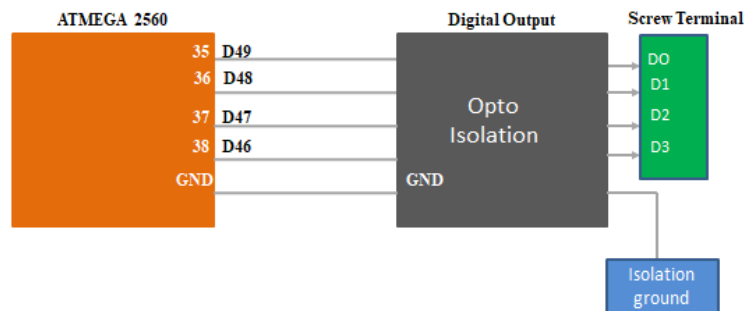 ATMEGA 2560
Digital Output
Screw Terminal
35 D49
36 D48
37 D47
38 D46
GND
Opto
Isolation
GND
DO
D1
D2
D3
Isolation
ground